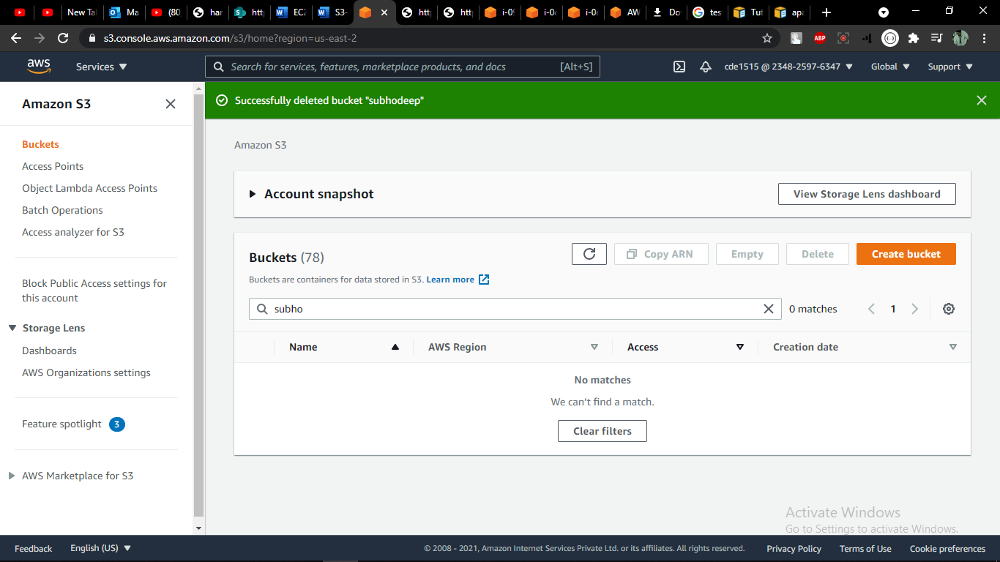 Ma
(80
har
http
EC2
S3-
http
http
i-09
i-0
i-0
AW
Do
tes
Tut
apa
s3.console.aws.amazon.com/s3/home?region=us-east-2
ABP
aws
Services
Search for services, features, marketplace products, and docs
[Alt+S]
cde1515 @ 2348-2597-6347
Global
Support
Amazon S3
Successfully deleted bucket "subhodeep"
Buckets
Access Points
Object Lambda Access Points
Batch Operations
Access analyzer for S3
Block Public Access settings for
this account
Storage Lens
Dashboards
AWS Organizations settings
Feature spotlight 3
AWS Marketplace for S3
Amazon S3
Account snapshot
View Storage Lens dashboard
Buckets (78)
Copy ARN
Empty
Delete
Create bucket
Buckets are containers for data stored in S3. Learn more
subho
0 matches
1
Name
AWS Region
Access
Creation date
No matches
We can't find a match.
Clear filters
Activate Windows
Go to Settings to activate Windows.
Feedback
English (US)
© 2008 - 2021, Amazon Internet Services Private Ltd. or its affiliates. All rights reserved.
Privacy Policy
Terms of Use
Cookie preferences